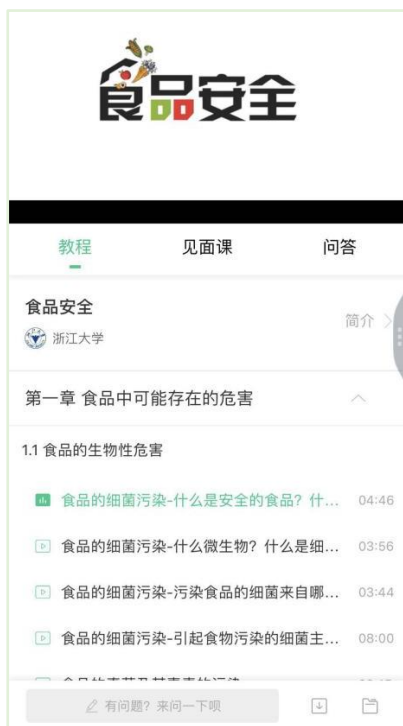 食品安全
教程 见面课 问答
食品安全
简介
浙江大学
第一章 食品中可能存在的危害
1.1 食品的生物性危害
食品的细菌污染-什么是安全的食品？什... 04:46
食品的细菌污染-什么微生物？什么是细... 03:56
食品的细菌污染-污染食品的细菌来自哪... 03:44
食品的细菌污染-引起食物污染的细菌主... 08:00
有问题？来问一下呗